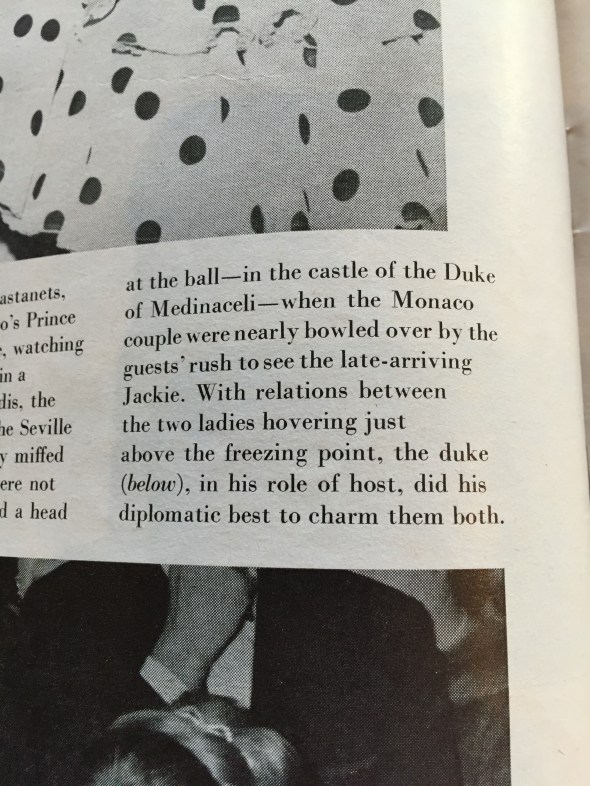 astanets,
o's Prince
, watching
in a
dis, the
he Seville
y miffed
ere not
d a head
at the ball—in the castle of the Duke
of Medinaceli—when the Monaco
couple were nearly bowled over by the
guests' rush to see the late-arriving
Jackie. With relations between
the two ladies hovering just
above the freezing point, the duke
(below), in his role of host, did his
diplomatic best to charm them both.